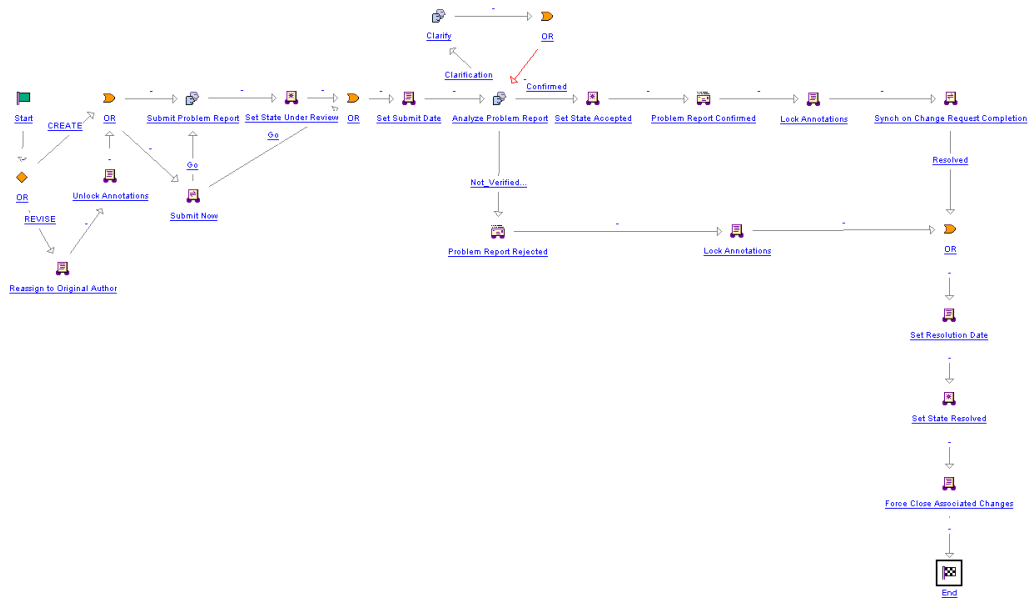 Clarify
OR
Clarification
Confirmed
Start
OR
Submit Problem Report
Set State Under Review
OR
Set Submit Date
Analyze Problem Report
Set State Accepted
Problem Report Confirmed
Lock Annotations
Synch on Change Request Completion
CREATE
Go
Go
Resolved
Not_Verified...
OR
Unlock Annotations
REVISE
Submit Now
Problem Report Rejected
Lock Annotations
OR
Reassign to Original Author
Set Resolution Date
Set State Resolved
Force Close Associated Changes
End